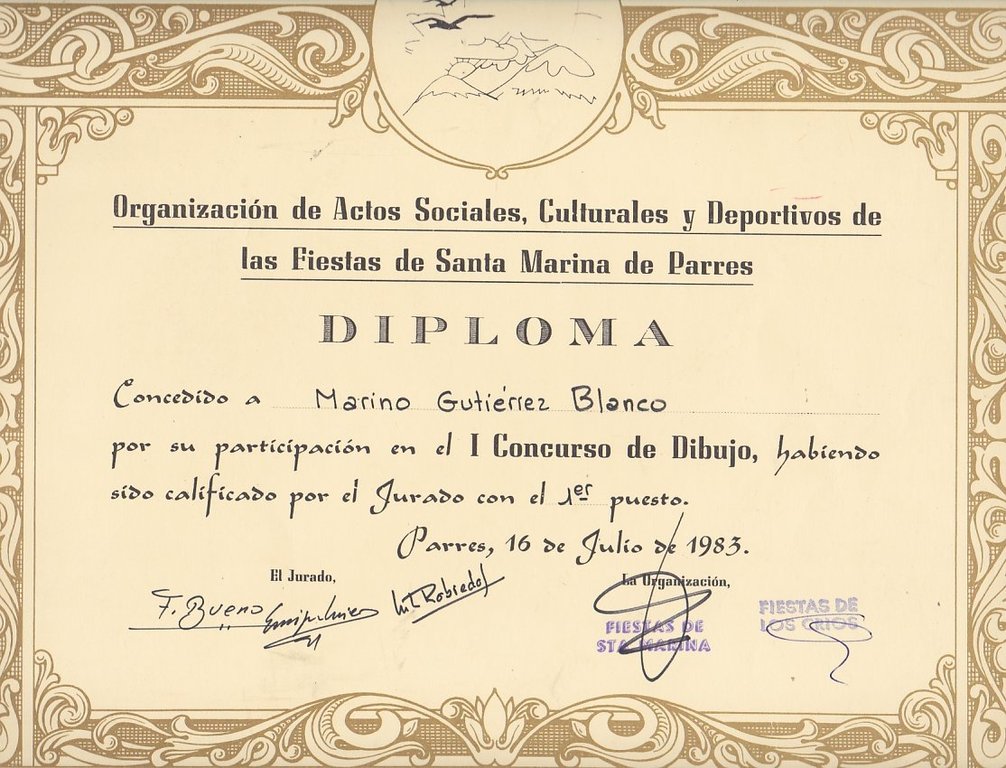 Organización de Actos Sociales, Culturales y Deportivos de
las Fiestas de Santa Marina de Parres
DIPLOMA
Concedido a Marino Gutiérrez Blanco
por su participación en el I Concurso de Dibujo, habiendo
sido calificado por el Jurado con el 1er puesto.
Parres, 16 de Julio de 1983.
El Jurado,
La Organización,
F. Bueno
Robredo
FIESTAS DE
STA MARINA
FIESTAS DE
LOS CRIOS